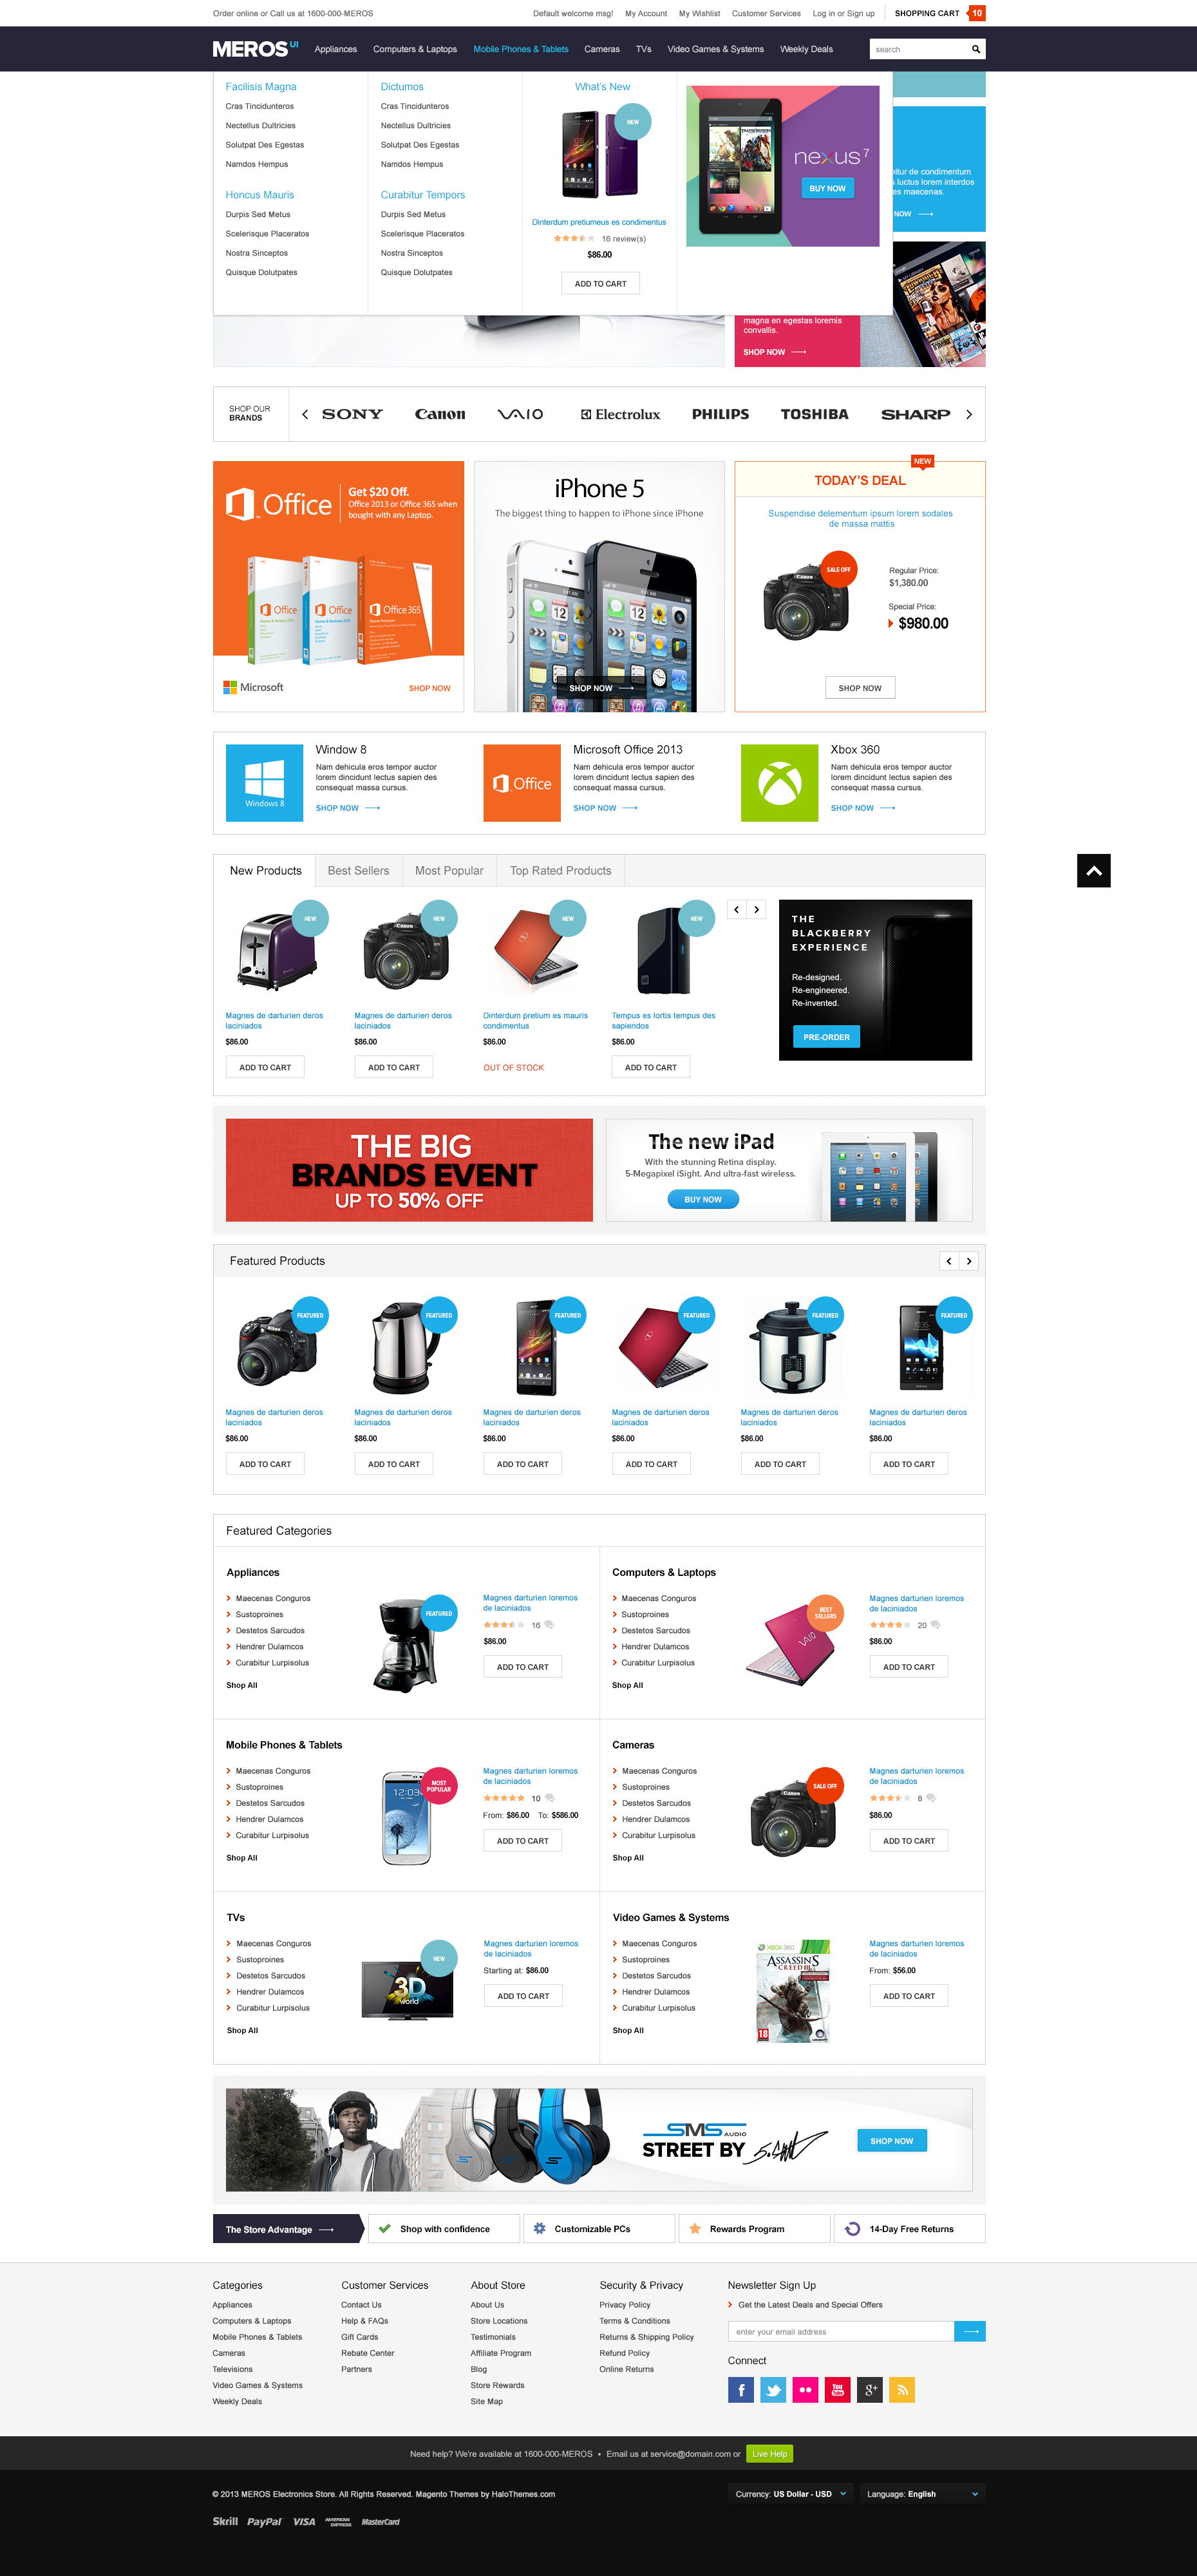 Order online or Call us at 1600-000-MEROS
Default welcome msg!
My Account
My Wishlist
Customer Services
Log in or Sign up
SHOPPING CART
10
MEROS UI
Appliances
Computers & Laptops
Mobile Phones & Tablets
Cameras
TVs
Video Games & Systems
Weekly Deals
search
Facilisis Magna
Cras Tincidunteros
Nectellus Dultricies
Solutpat Des Egestas
Namdos Hempus
Honcus Mauris
Durpis Sed Metus
Scelerisque Placeratos
Nostra Sinceptos
Quisque Dolutpates
Dictumos
Cras Tincidunteros
Nectellus Dultricies
Solutpat Des Egestas
Namdos Hempus
Curabitur Tempors
Durpis Sed Metus
Scelerisque Placeratos
Nostra Sinceptos
Quisque Dolutpates
What's New
NEW
Dinterdum pretiumeus es condimentus
16 review(s)
$86.00
ADD TO CART
nexus 7
BUY NOW
itur de condimentum
luctus lorem interdos
es maecenas.
NOW
magna en egestas loremis
convallis.
SHOP NOW
SHOP OUR
BRANDS
SONY
Canon
VAIO
Electrolux
PHILIPS
TOSHIBA
SHARP
Office
Get $20 Off.
Office 2013 or Office 365 when
bought with any Laptop.
Office
Office
Office 365
Microsoft
SHOP NOW
iPhone 5
The biggest thing to happen to iPhone since iPhone
SHOP NOW
NEW
TODAY'S DEAL
Suspendise delementum ipsum lorem sodales
de massa mattis
Canon
SALE OFF
Regular Price:
$1,380.00
Special Price:
$980.00
SHOP NOW
Windows 8
Window 8
Nam dehicula eros tempor auctor
lorem dincidunt lectus sapien des
consequat massa cursus.
SHOP NOW
Office
Microsoft Office 2013
Nam dehicula eros tempor auctor
lorem dincidunt lectus sapien des
consequat massa cursus.
SHOP NOW
Xbox 360
Nam dehicula eros tempor auctor
lorem dincidunt lectus sapien des
consequat massa cursus.
SHOP NOW
New Products
Best Sellers
Most Popular
Top Rated Products
NEW
Magnes de darturien deros
laciniados
$86.00
ADD TO CART
Canon
NEW
Magnes de darturien deros
laciniados
$86.00
ADD TO CART
NEW
Dinterdum pretium es mauris
condimentus
$86.00
OUT OF STOCK
NEW
Tempus es lortis tempus des
sapiendos
$86.00
ADD TO CART
THE
BLACKBERRY
EXPERIENCE
Re-designed.
Re-engineered.
Re-invented.
PRE-ORDER
THE BIG
BRANDS EVENT
UP TO 50% OFF
The new iPad
With the stunning Retina display.
5-Megapixel iSight. And ultra-fast wireless.
BUY NOW
Featured Products
FEATURED
Magnes de darturien deros
laciniados
$86.00
ADD TO CART
FEATURED
Magnes de darturien deros
laciniados
$86.00
ADD TO CART
FEATURED
Magnes de darturien deros
laciniados
$86.00
ADD TO CART
FEATURED
Magnes de darturien deros
laciniados
$86.00
ADD TO CART
FEATURED
Magnes de darturien deros
laciniados
$86.00
ADD TO CART
FEATURED
Magnes de darturien deros
laciniados
$86.00
ADD TO CART
Featured Categories
Appliances
Maecenas Conguros
Sustoproines
Destetos Sarcudos
Hendrer Dulamcos
Curabitur Lurpisolus
Shop All
FEATURED
Magnes darturien loremos
de laciniados
16
$86.00
ADD TO CART
Computers & Laptops
Maecenas Conguros
Sustoproines
Destetos Sarcudos
Hendrer Dulamcos
Curabitur Lurpisolus
Shop All
VAIO
BEST
SELLERS
Magnes darturien loremos
de laciniados
20
$86.00
ADD TO CART
Mobile Phones & Tablets
Maecenas Conguros
Sustoproines
Destetos Sarcudos
Hendrer Dulamcos
Curabitur Lurpisolus
Shop All
12:03
MOST
POPULAR
Magnes darturien loremos
de laciniados
10
From: $86.00 To: $586.00
ADD TO CART
Cameras
Maecenas Conguros
Sustoproines
Destetos Sarcudos
Hendrer Dulamcos
Curabitur Lurpisolus
Shop All
Canon
SALE OFF
Magnes darturien loremos
de laciniados
8
$86.00
ADD TO CART
TVs
Maecenas Conguros
Sustoproines
Destetos Sarcudos
Hendrer Dulamcos
Curabitur Lurpisolus
Shop All
3D
world
NEW
Magnes darturien loremos
de laciniados
Starting at: $86.00
ADD TO CART
Video Games & Systems
Maecenas Conguros
Sustoproines
Destetos Sarcudos
Hendrer Dulamcos
Curabitur Lurpisolus
Shop All
XBOX 360
ASSASSIN'S
CREED III
18
Magnes darturien loremos
de laciniados
From: $56.00
ADD TO CART
SMS AUDIO
STREET BY
SHOP NOW
The Store Advantage
Shop with confidence
Customizable PCs
Rewards Program
14-Day Free Returns
Categories
Appliances
Computers & Laptops
Mobile Phones & Tablets
Cameras
Televisions
Video Games & Systems
Weekly Deals
Customer Services
Contact Us
Help & FAQs
Gift Cards
Rebate Center
Partners
About Store
About Us
Store Locations
Testimonials
Affiliate Program
Blog
Store Rewards
Site Map
Security & Privacy
Privacy Policy
Terms & Conditions
Returns & Shipping Policy
Refund Policy
Online Returns
Newsletter Sign Up
Get the Latest Deals and Special Offers
enter your email address
Connect
You Tube
g+
Need help? We're available at 1600-000-MEROS • Email us at service@domain.com or
Live Help
© 2013 MEROS Electronics Store. All Rights Reserved. Magento Themes by HaloThemes.com
Currency: US Dollar - USD
Language: English
Skrill
PayPal
VISA
AMERICAN EXPRESS
MasterCard